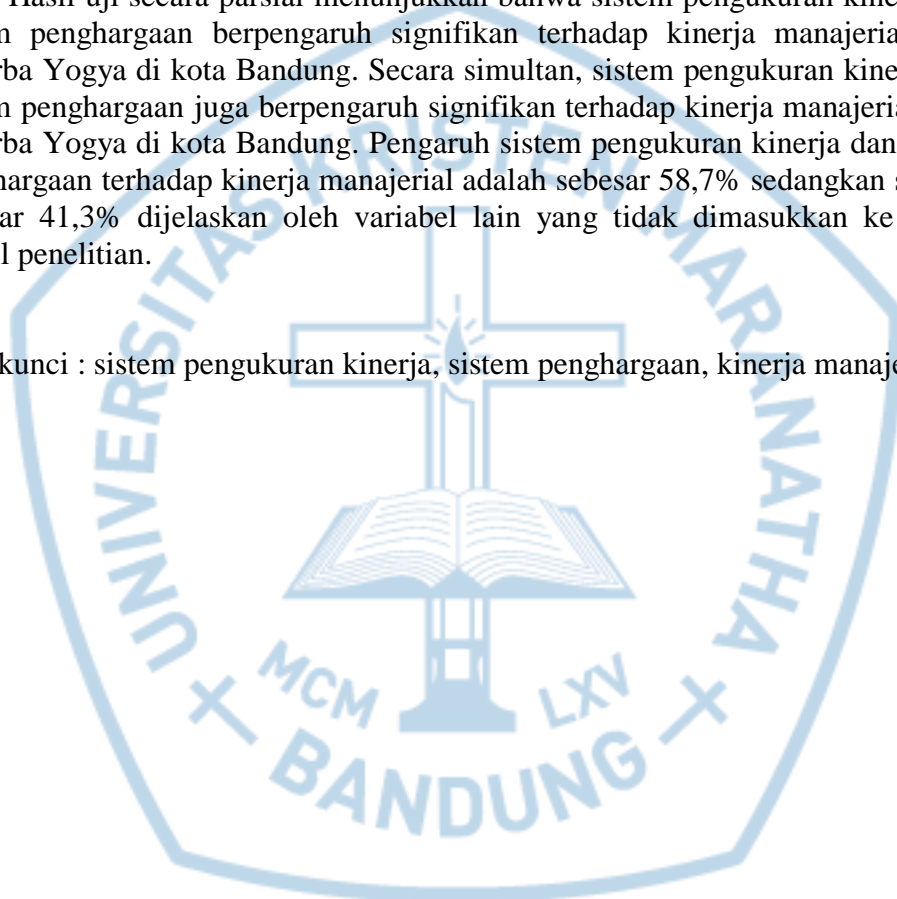 Hasil uji secara parsial menunjukkan bahwa sistem pengukuran kine
m penghargaan berpengaruh signifikan terhadap kinerja manajeria
rba Yogya di kota Bandung. Secara simultan, sistem pengukuran kine
m penghargaan juga berpengaruh signifikan terhadap kinerja manajeria
rba Yogya di kota Bandung. Pengaruh sistem pengukuran kinerja dan
hargaan terhadap kinerja manajerial adalah sebesar 58,7% sedangkan s
ar 41,3% dijelaskan oleh variabel lain yang tidak dimasukkan ke
l penelitian.
kunci : sistem pengukuran kinerja, sistem penghargaan, kinerja manaje
UNIVERSITAS KRISTEN MARANATHA
MCM LXV
BANDUNG